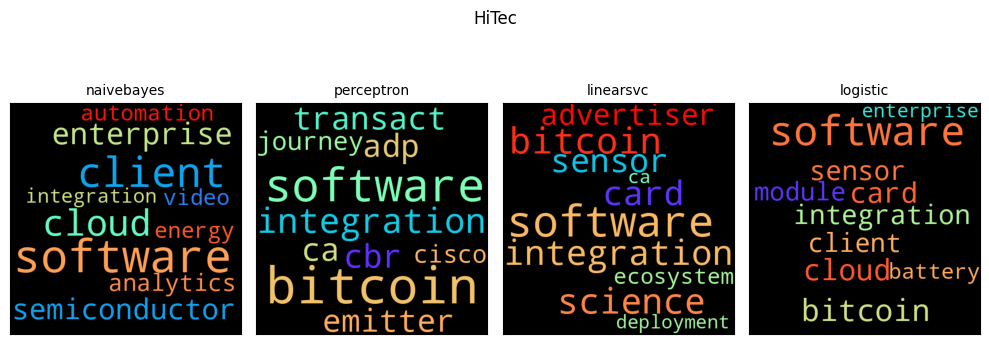 HiTec
naivebayes
automation
enterprise
client
integration video
cloud energy
software
analytics
semiconductor
perceptron
transact
journey adp
software
integration
ca cbr cisco
bitcoin
emitter
linearsvc
advertiser
bitcoin
sensor
ca
card
software
integration
ecosystem
science
deployment
logistic
enterprise
software
sensor
module card
integration
client
cloud battery
bitcoin